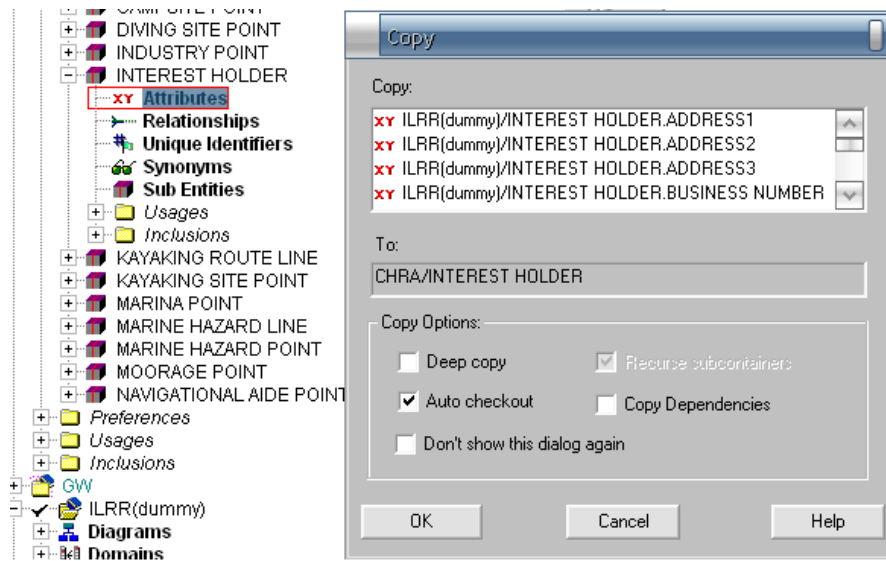 CAMPSITE POINT
DIVING SITE POINT
INDUSTRY POINT
INTEREST HOLDER
XY Attributes
Relationships
Unique Identifiers
Synonyms
Sub Entities
Usages
Inclusions
KAYAKING ROUTE LINE
KAYAKING SITE POINT
MARINA POINT
MARINE HAZARD LINE
MARINE HAZARD POINT
MOORAGE POINT
NAVIGATIONAL AIDE POINT
Preferences
Usages
Inclusions
GW
ILRR(dummy)
Diagrams
Domains
Copy
Copy:
XY ILRR(dummy)/INTEREST HOLDER.ADDRESS1
XY ILRR(dummy)/INTEREST HOLDER.ADDRESS2
XY ILRR(dummy)/INTEREST HOLDER.ADDRESS3
XY ILRR(dummy)/INTEREST HOLDER.BUSINESS NUMBER
To:
CHRA/INTEREST HOLDER
Copy Options:
Deep copy
Recurse subcontainers
Auto checkout
Copy Dependencies
Don't show this dialog again
OK
Cancel
Help